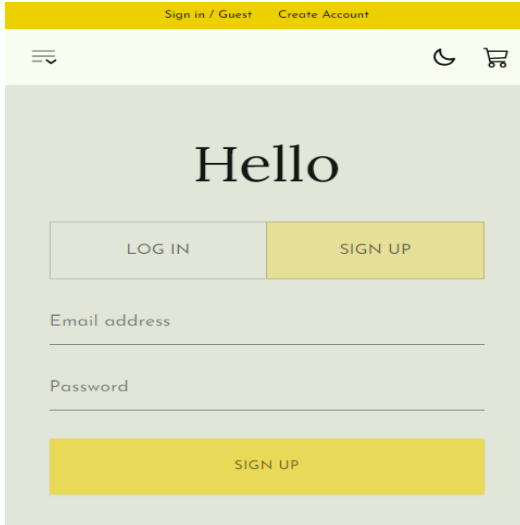 Sign in / Guest Create Account
Hello
LOG IN SIGN UP
Email address
Password
SIGN UP